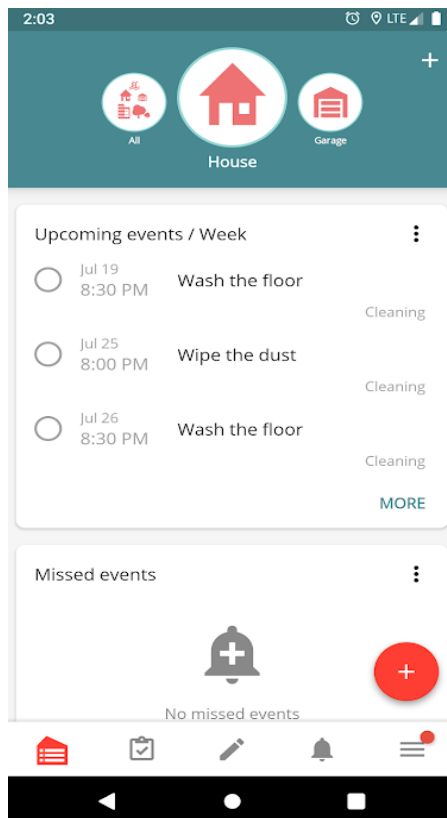 2:03
LTE
+
All
House
Garage
Upcoming events / Week
Jul 19
8:30 PM
Wash the floor
Cleaning
Jul 25
8:00 PM
Wipe the dust
Cleaning
Jul 26
8:30 PM
Wash the floor
Cleaning
MORE
Missed events
No missed events
+